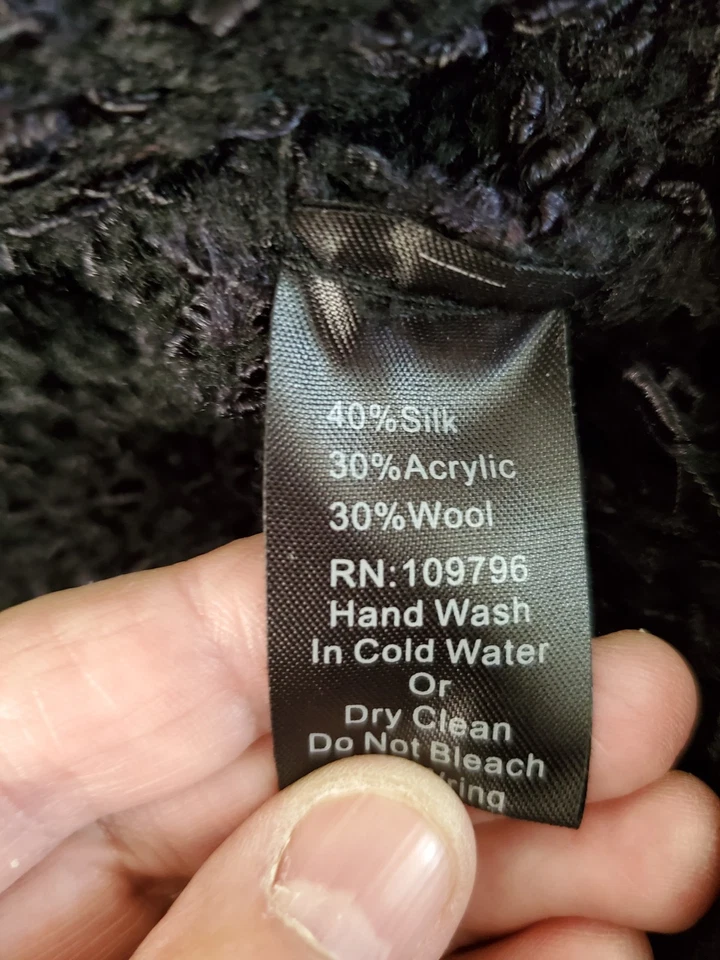 40%Silk
30%Acrylic
30%Wool
RN:109796
Hand Wash
In Cold Water
Or
Dry Clean
Do Not Bleach